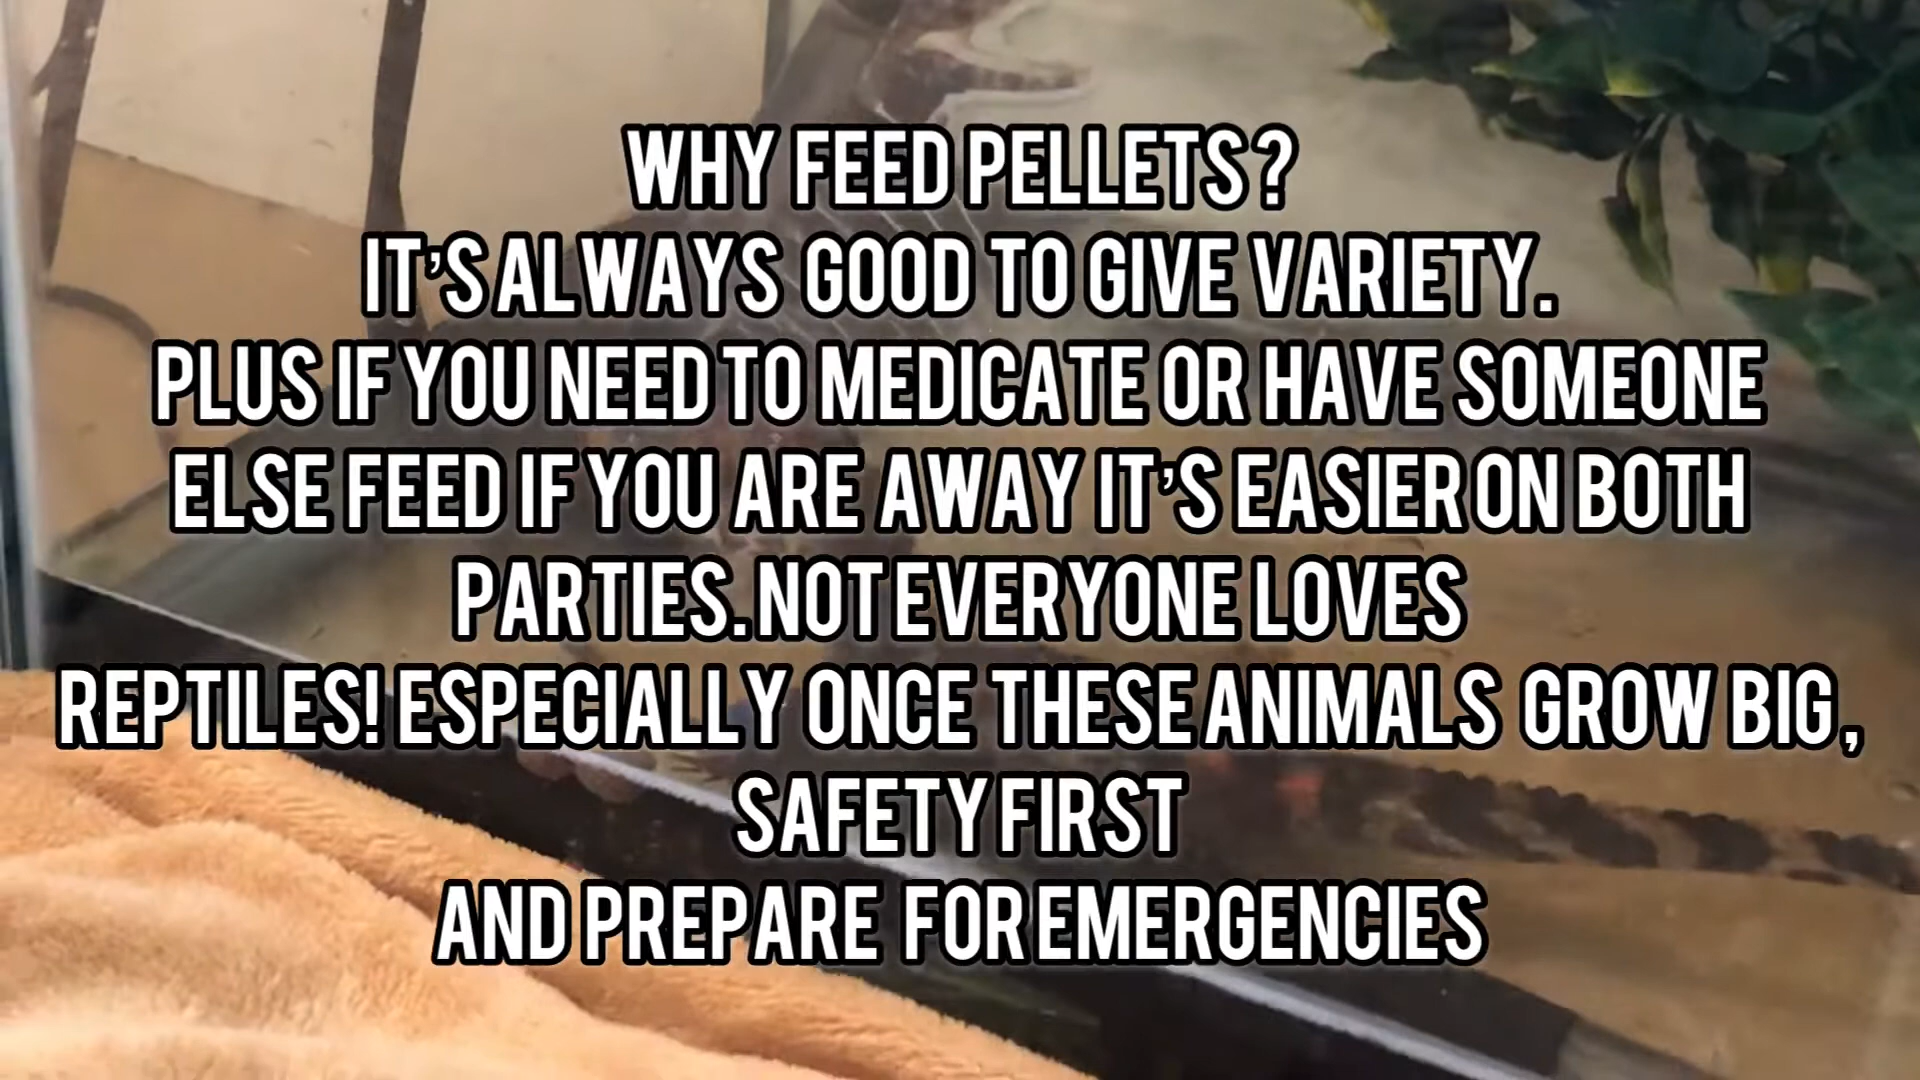 WHY FEED PELLETS?
IT'S ALWAYS GOOD TO GIVE VARIETY.
PLUS IF YOU NEED TO MEDICATE OR HAVE SOMEONE
ELSE FEED IF YOU ARE AWAY IT'S EASIER ON BOTH
PARTIES. NOT EVERYONE LOVES
REPTILES! ESPECIALLY ONCE THESE ANIMALS GROW BIG,
SAFETY FIRST
AND PREPARE FOR EMERGENCIES